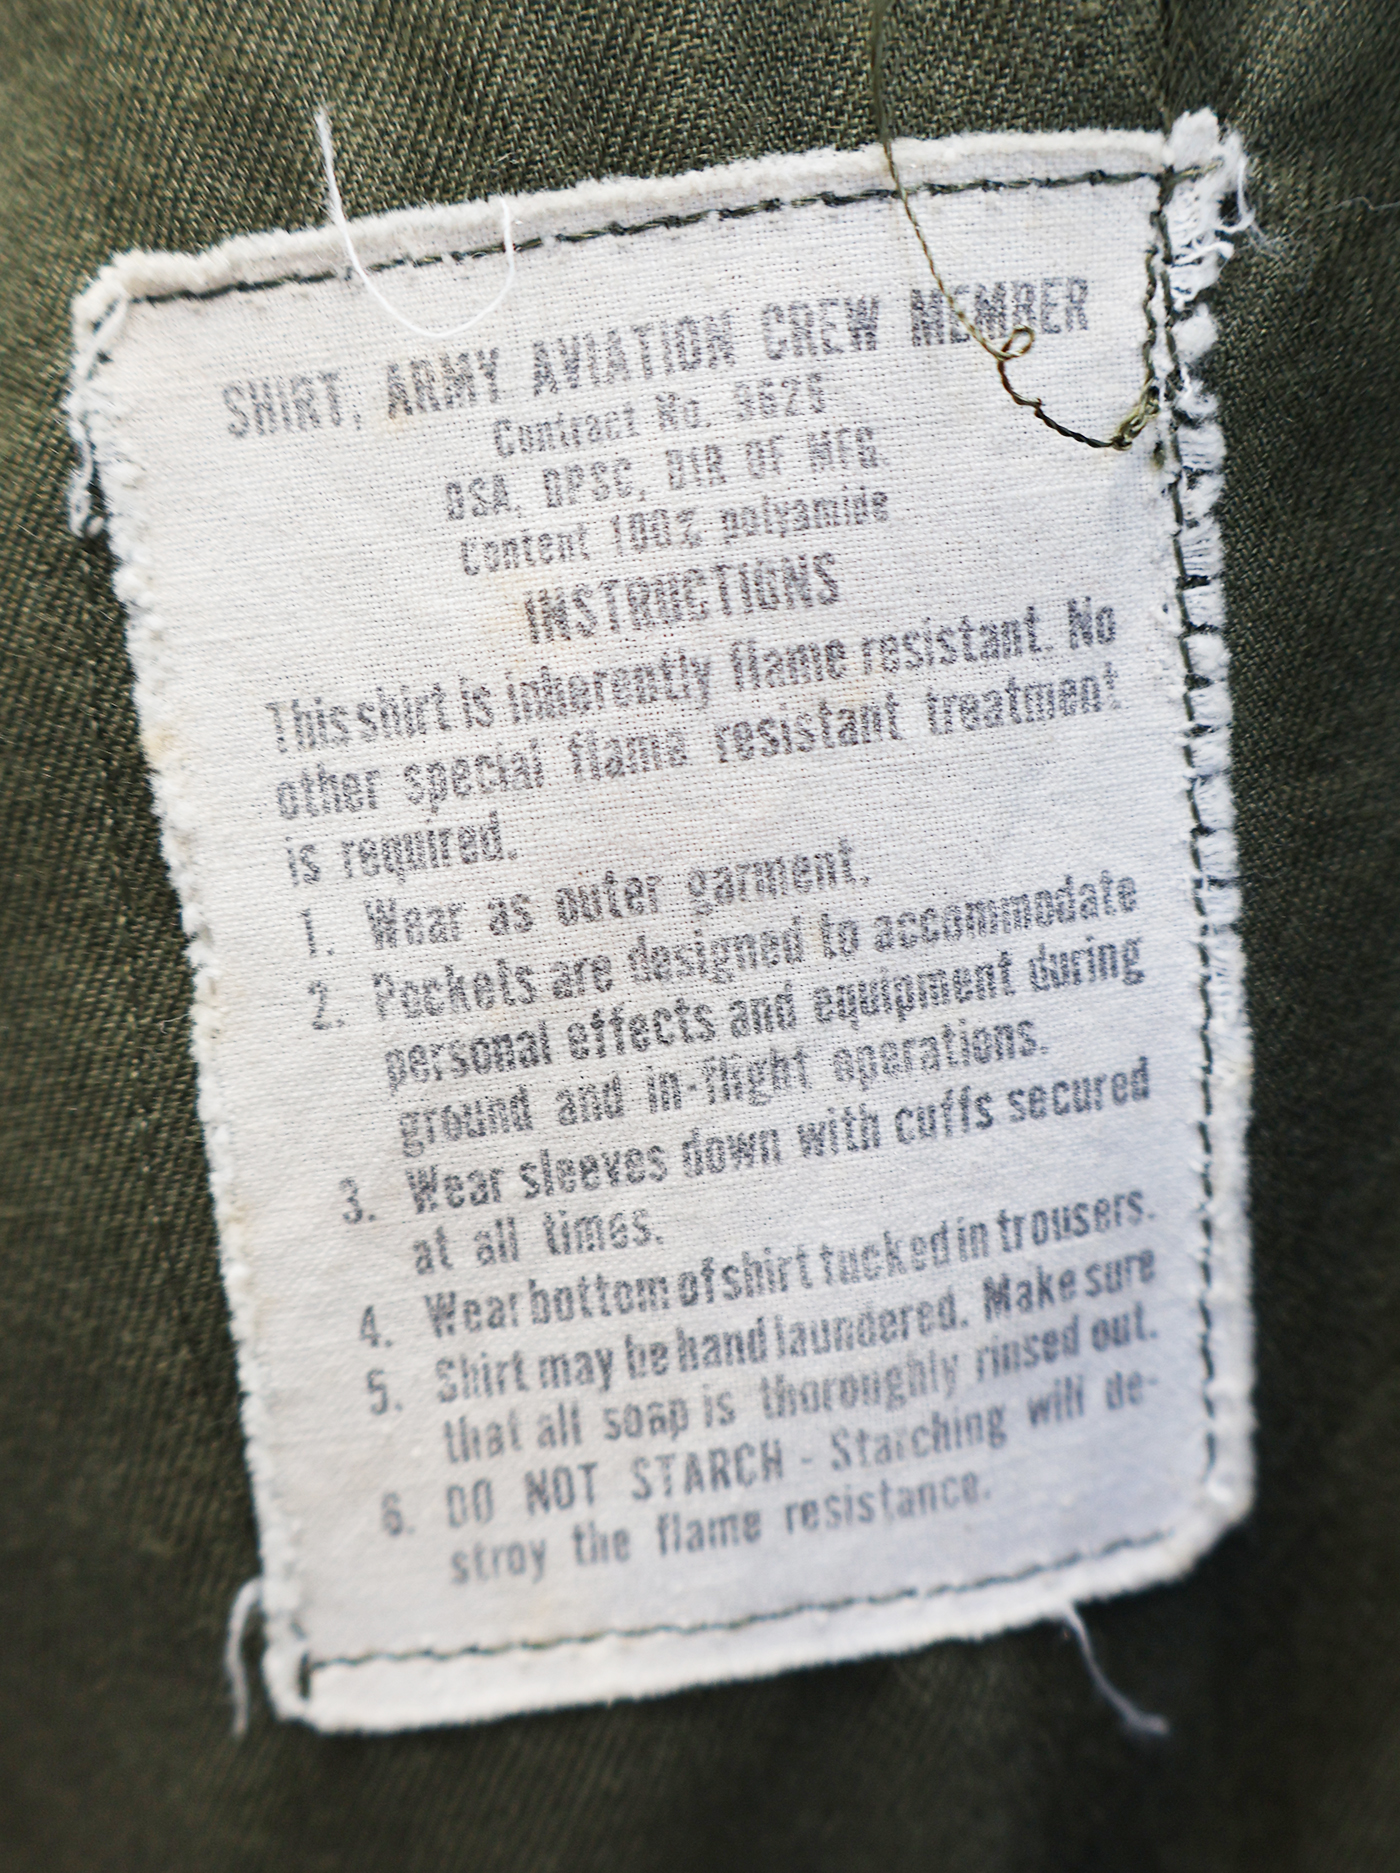 SHIRT, ARMY AVIATION CREW MEMBER
Contract No. 9625
DSA, DPSC, DIR OF MFG.
Content 100% polyamide
INSTRUCTIONS
This shirt is inherently flame resistant. No
other special flame resistant treatment
is required.
1. Wear as outer garment.
2. Pockets are designed to accommodate
personal effects and equipment during
ground and in-flight operations.
3. Wear sleeves down with cuffs secured
at all times.
4. Wear bottom of shirt tucked in trousers.
5. Shirt may be hand laundered. Make sure
that all soap is thoroughly rinsed out.
6. DO NOT STARCH - Starching will de-
stroy the flame resistance.